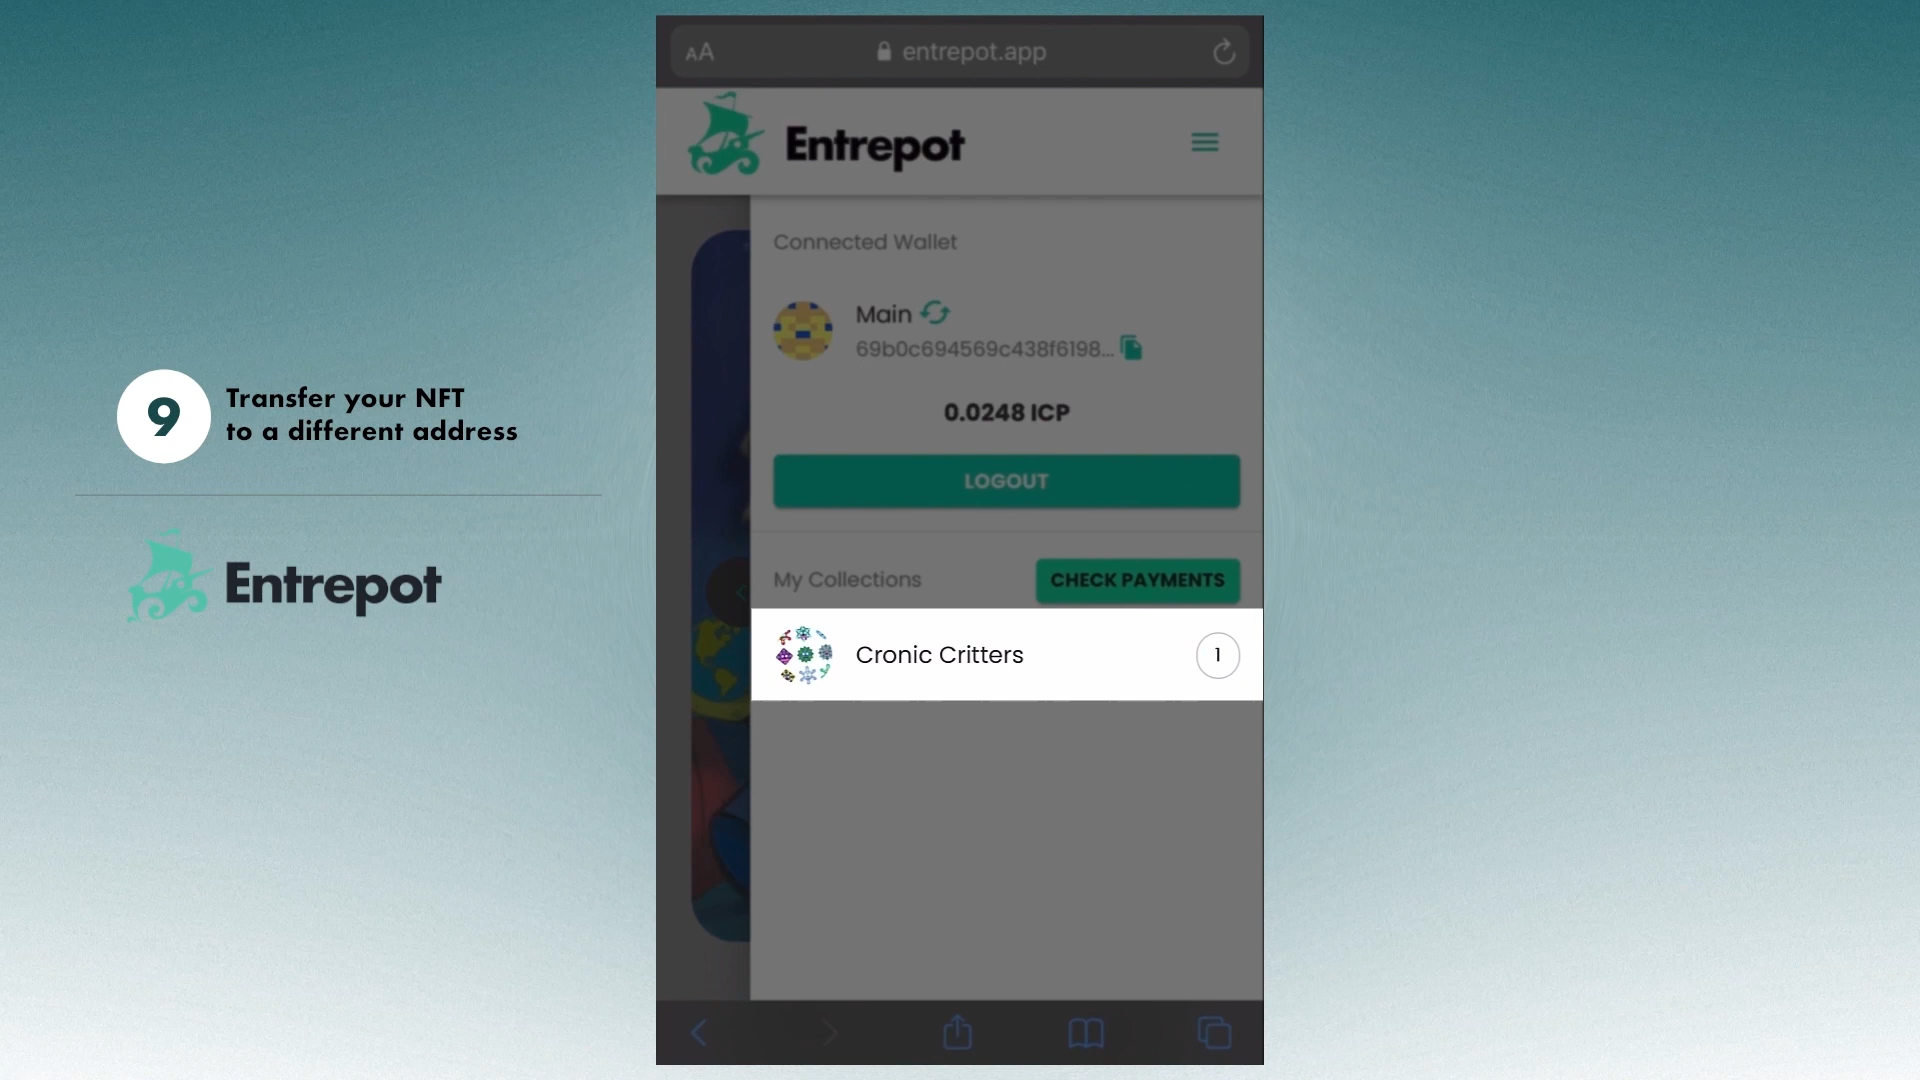 9
Transfer your NFT
to a different address
Entrepot
AA
entrepot.app
Entrepot
Connected Wallet
Main
69b0c694569c438f6198...
0.0248 ICP
LOGOUT
My Collections
CHECK PAYMENTS
Cronic Critters
1